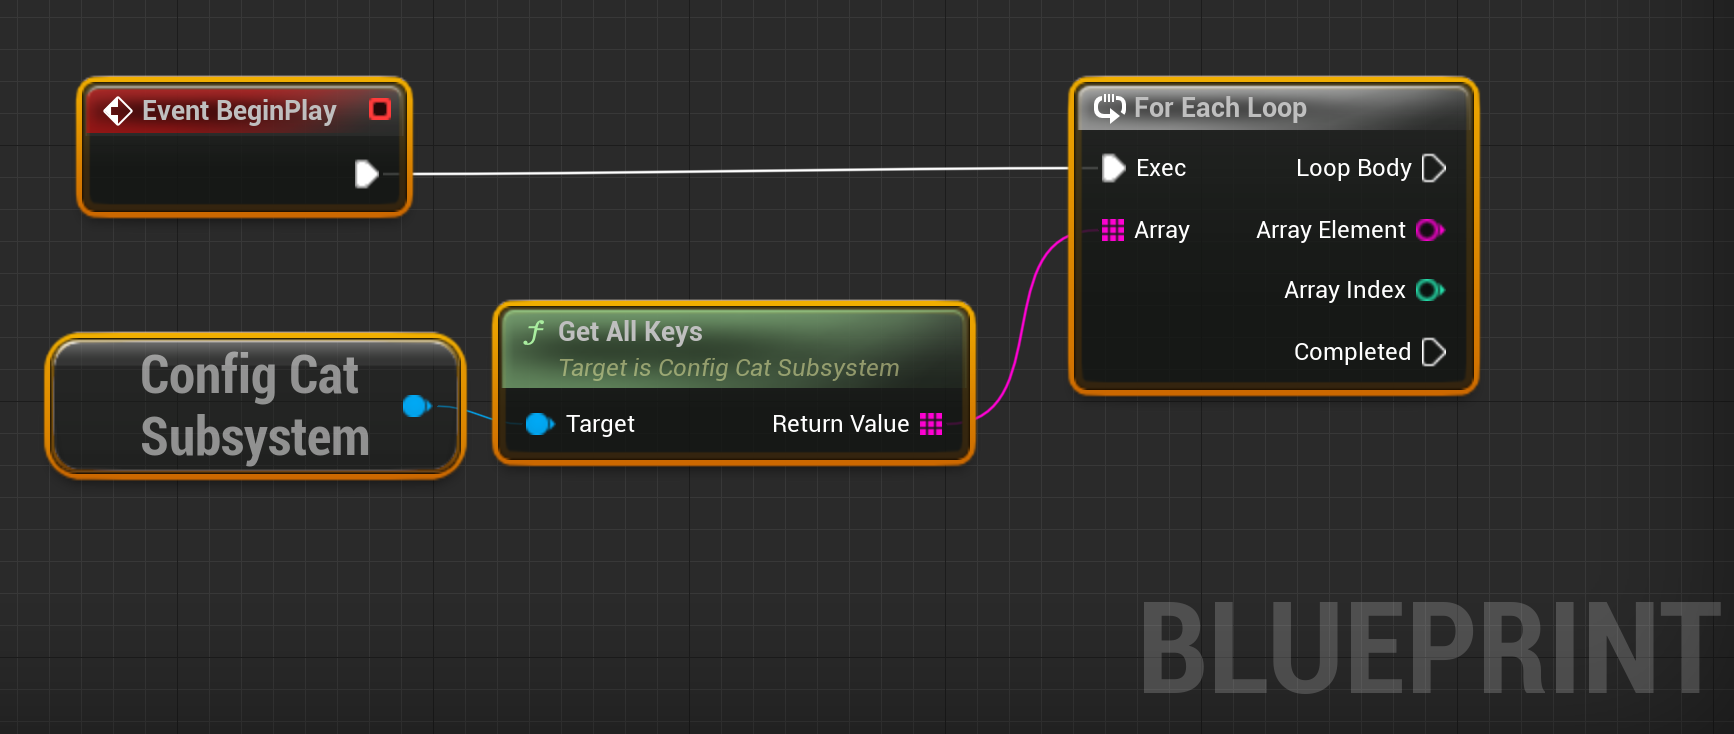 Event BeginPlay
For Each Loop
Exec
Loop Body
Array
Array Element
Array Index
Completed
Config Cat
Subsystem
Get All Keys
Target is Config Cat Subsystem
Target
Return Value
BLUEPRINT